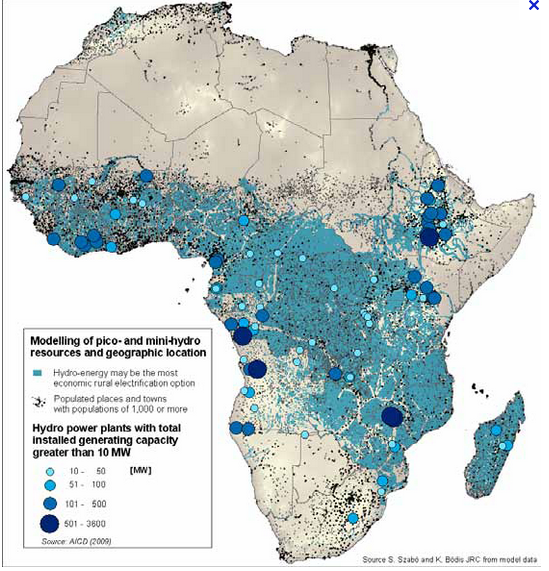 Modelling of pico- and mini-hydro
resources and geographic location
Hydro-energy may be the most
economic rural electrification option
Populated places and towns
with populations of 1,000 or more
Hydro power plants with total
installed generating capacity
greater than 10 MW
10 - 50 [MW]
51 - 100
101 - 500
501 - 3600
Source: AICD (2009)
Source S. Szabó and K. Bódis JRC from model data